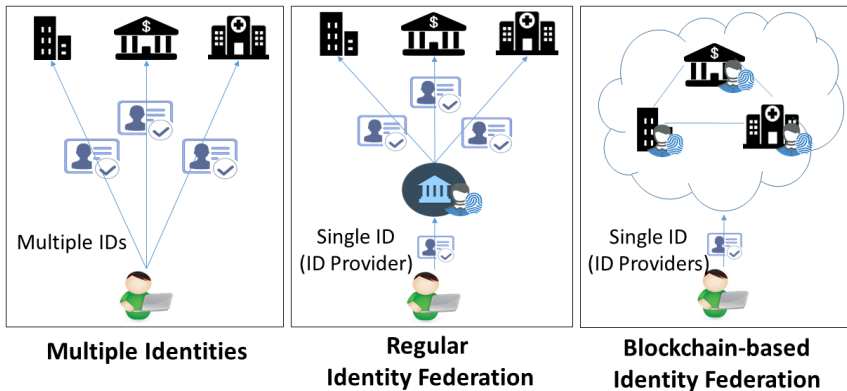 $
$
$
Multiple IDs
Single ID
(ID Provider)
Single ID
(ID Providers)
Multiple Identities
Regular
Identity Federation
Blockchain-based
Identity Federation